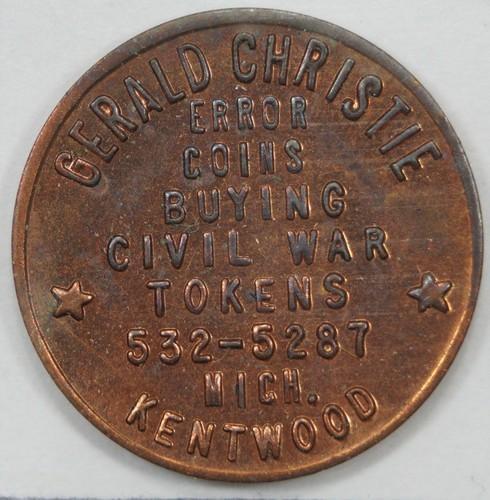 GERALD CHRISTIE
ERROR
COINS
BUYING
CIVIL WAR
TOKENS
532-5287
MICH.
KENTWOOD